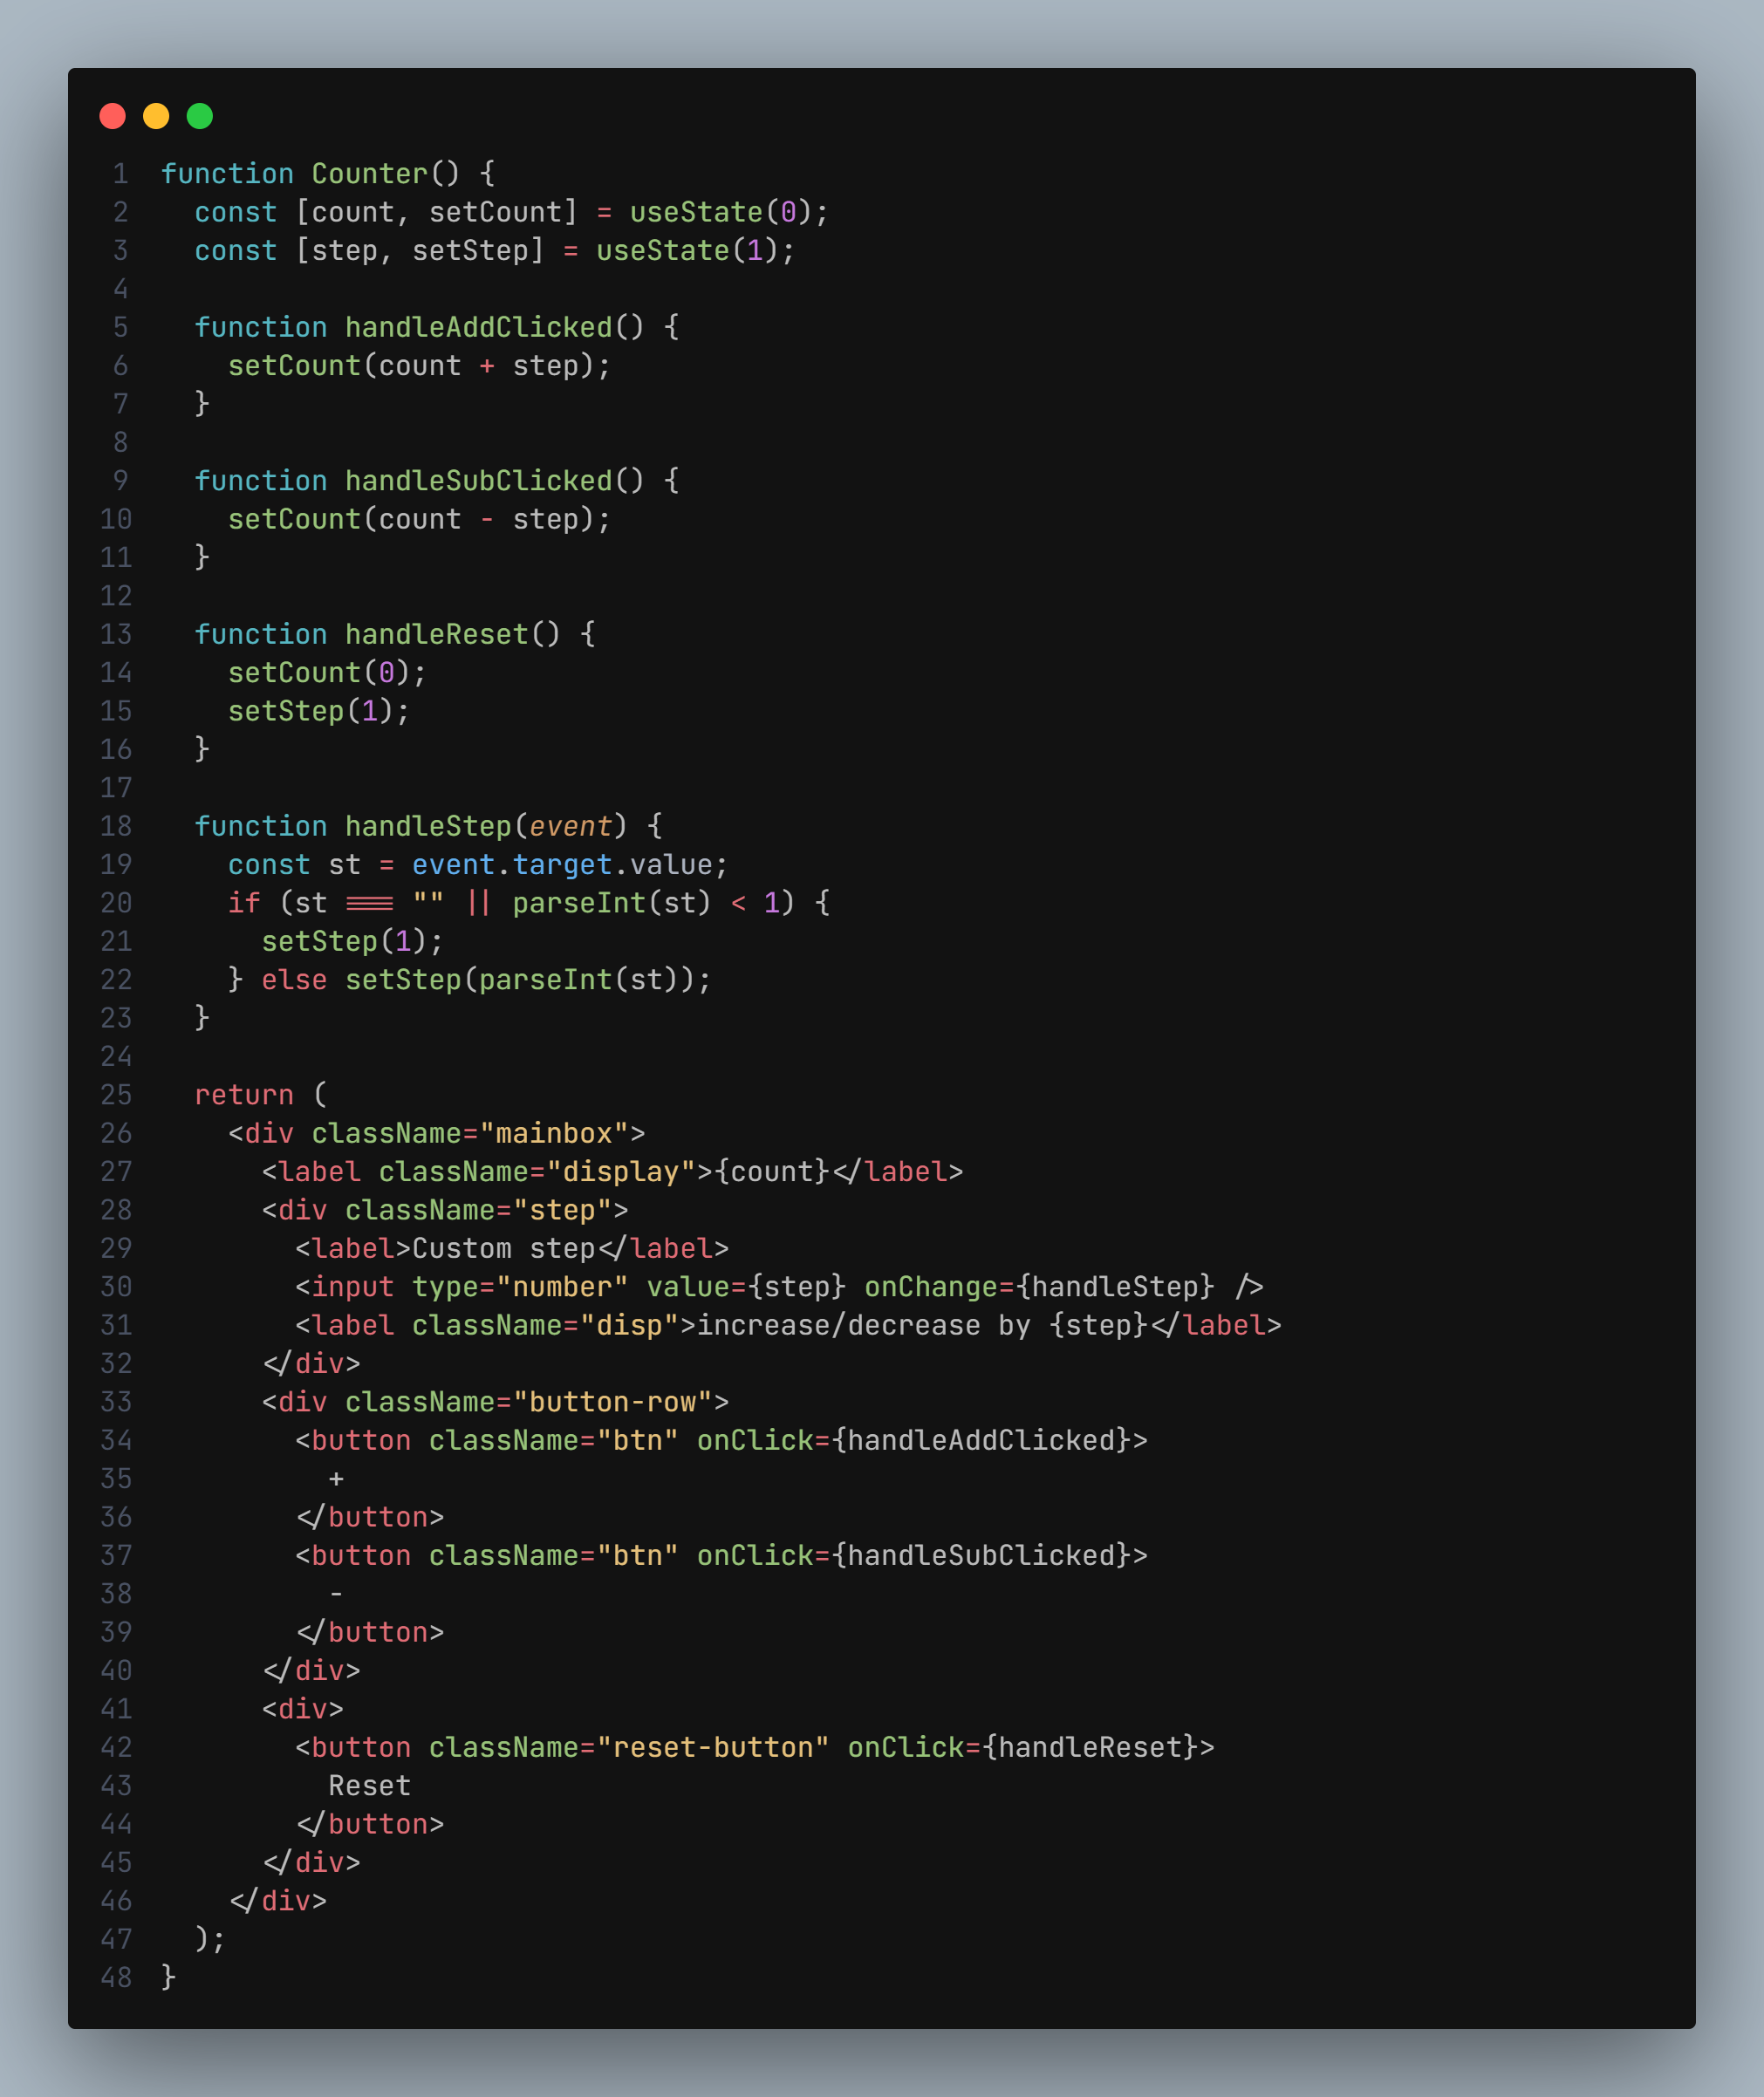 1 function Counter() {
2   const [count, setCount] = useState(0);
3   const [step, setStep] = useState(1);
4
5   function handleAddClicked() {
6     setCount(count + step);
7   }
8
9   function handleSubClicked() {
10     setCount(count - step);
11   }
12
13   function handleReset() {
14     setCount(0);
15     setStep(1);
16   }
17
18   function handleStep(event) {
19     const st = event.target.value;
20     if (st === "" || parseInt(st) < 1) {
21       setStep(1);
22     } else setStep(parseInt(st));
23   }
24
25   return (
26     <div className="mainbox">
27       <label className="display">{count}</label>
28       <div className="step">
29         <label>Custom step</label>
30         <input type="number" value={step} onChange={handleStep} />
31         <label className="disp">increase/decrease by {step}</label>
32       </div>
33       <div className="button-row">
34         <button className="btn" onClick={handleAddClicked}>
35           +
36         </button>
37         <button className="btn" onClick={handleSubClicked}>
38           -
39         </button>
40       </div>
41       <div>
42         <button className="reset-button" onClick={handleReset}>
43           Reset
44         </button>
45       </div>
46     </div>
47   );
48 }